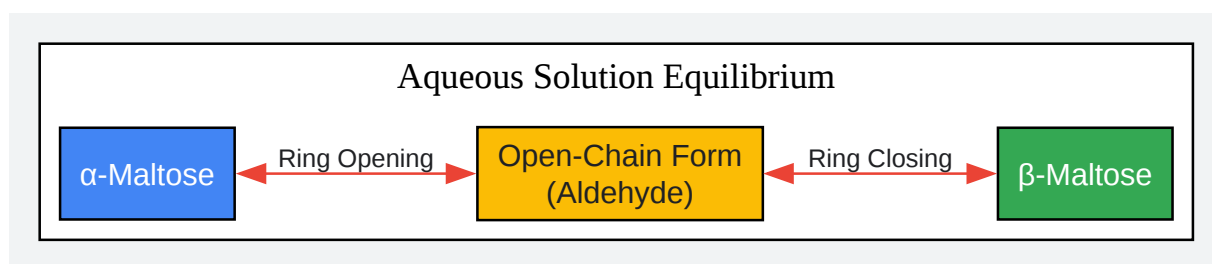 Aqueous Solution Equilibrium
α-Maltose
Ring Opening
Open-Chain Form
(Aldehyde)
Ring Closing
β-Maltose